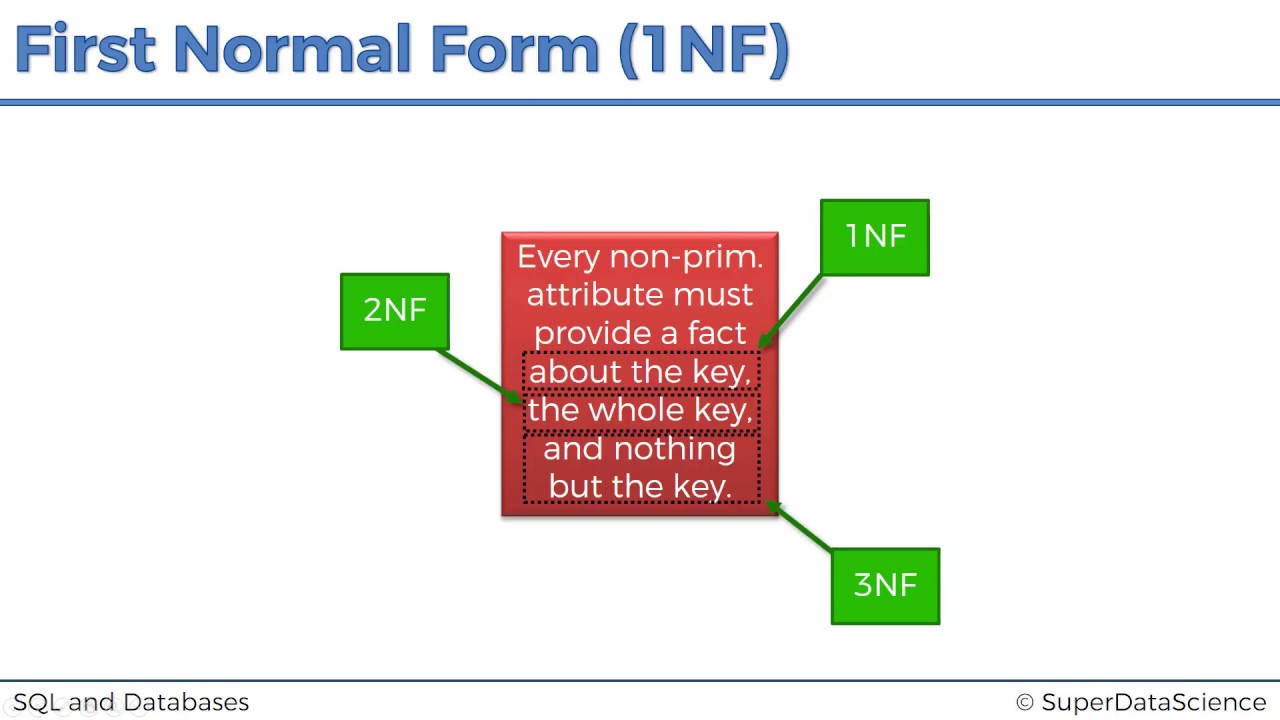 First Normal Form (1NF)
1NF
2NF
Every non-prim.
attribute must
provide a fact
about the key,
the whole key,
and nothing
but the key.
3NF
SQL and Databases
© SuperDataScience